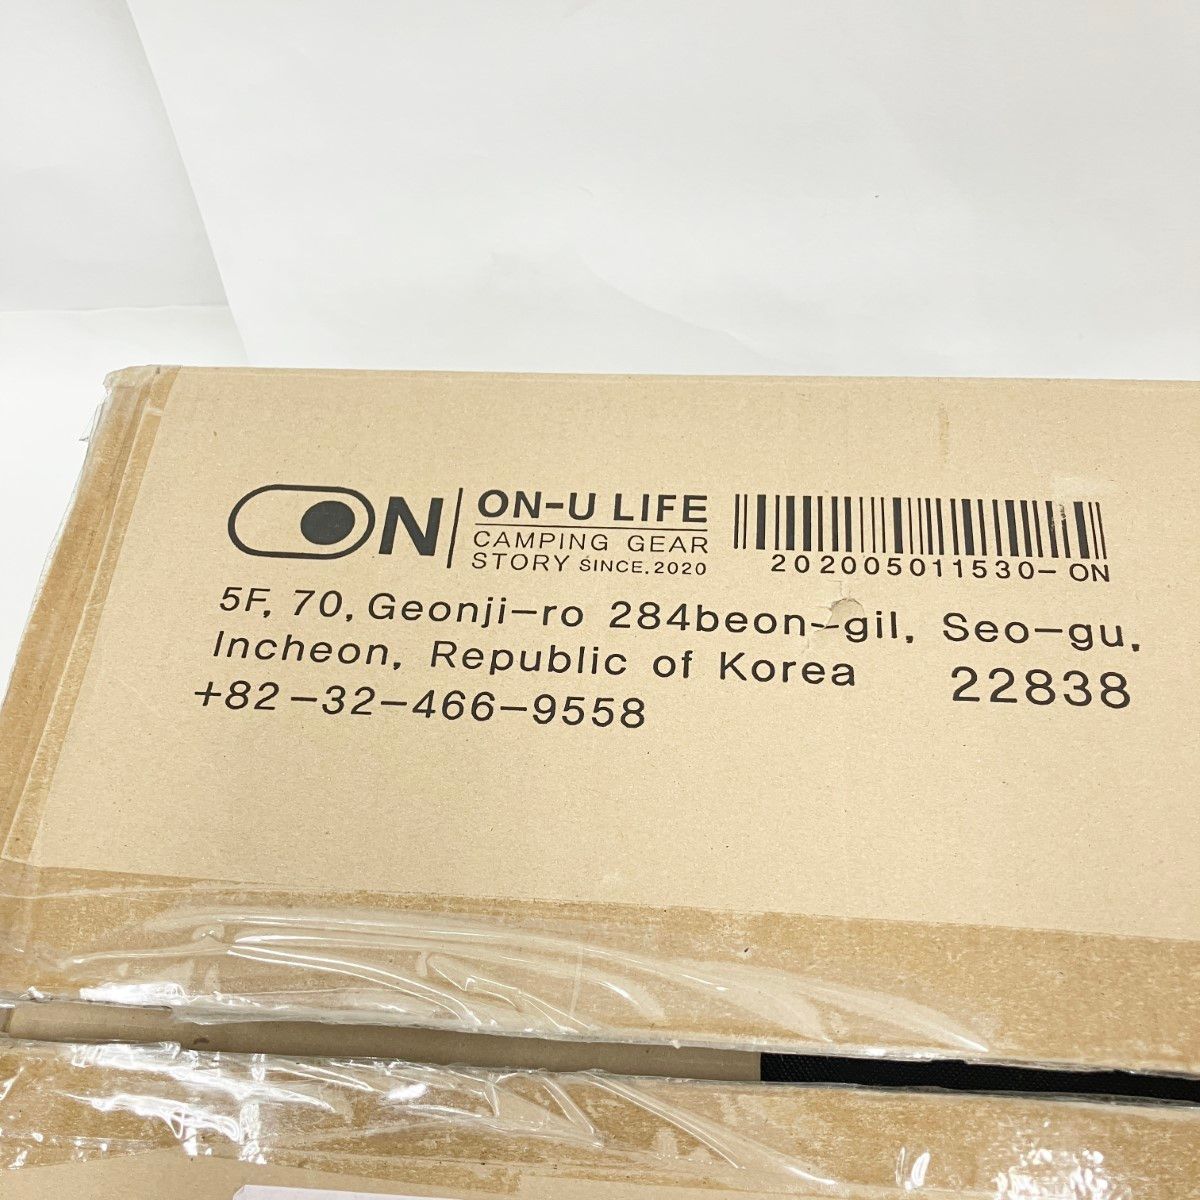 ON
ON-U LIFE
CAMPING GEAR
STORY SINCE.2020
202005011530-ON
5F, 70, Geonji-ro 284beon-gil, Seo-gu,
Incheon, Republic of Korea 22838
+82-32-466-9558